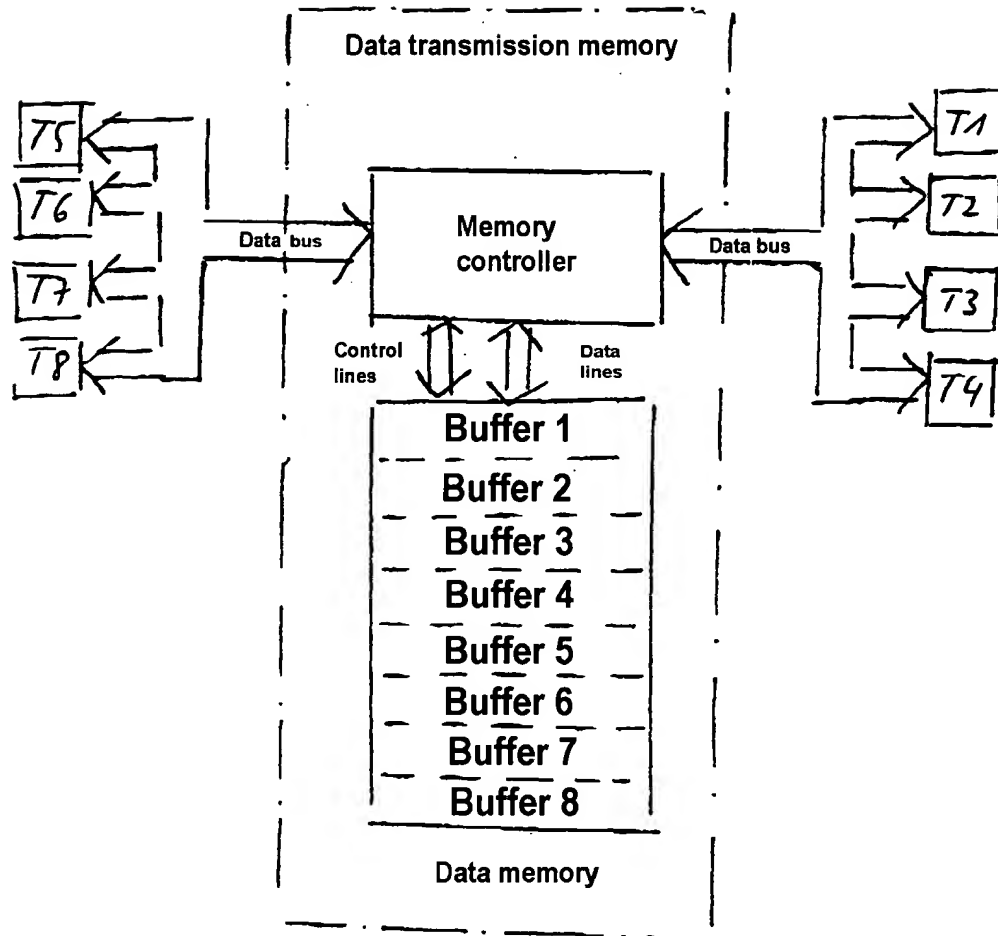 Data transmission memory
T5
T6
T7
T8
Data bus
Memory
controller
Data bus
T1
T2
T3
T4
Control
lines
Data
lines
Buffer 1
Buffer 2
Buffer 3
Buffer 4
Buffer 5
Buffer 6
Buffer 7
Buffer 8
Data memory